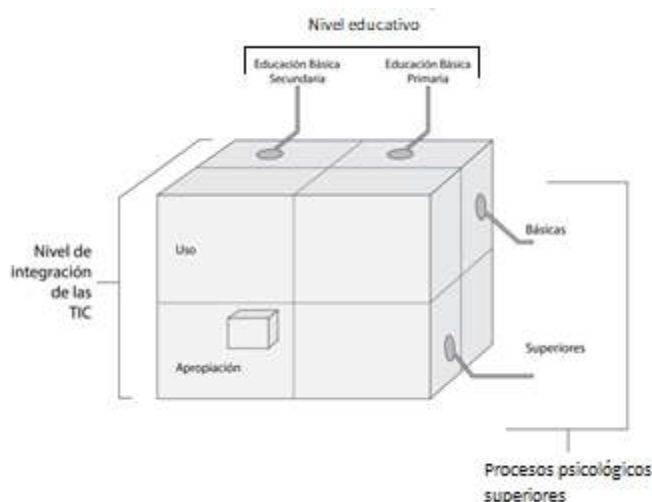 Nivel educativo
Educación Básica
Secundaria
Educación Básica
Primaria
Nivel de
integración
de las
TIC
Uso
Apropiación
Básicas
Superiores
Procesos psicológicos
superiores